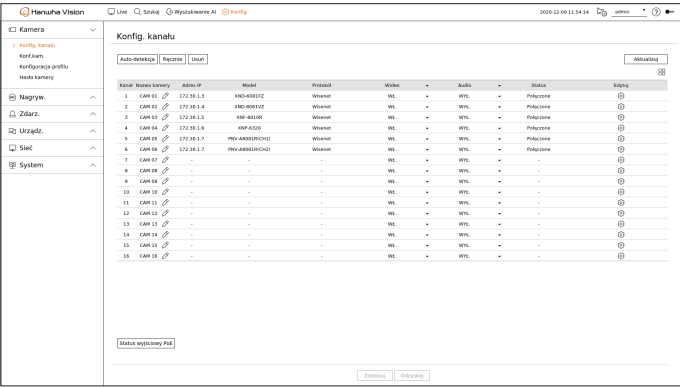 Hanwha Vision Live Szukaj Wyszukiwanie AI Konfig 2020-12-09 11:54:14 admin ?
Kamera
Konfig. kanału
Konf.kam.
Konfiguracja profilu
Hasło kamery
Nagryw.
Zdarz.
Urządz.
Sieć
System
Konfig. kanału
Auto-detekcja Ręcznie Usuń Aktualizuj
Kanał Nazwa kamery Adres IP Model Protokół Wideo Audio Status Edytuj
1 CAM 01 172.30.1.3 XND-6081FZ Wisenet WŁ. WYŁ. Połączone
2 CAM 02 172.30.1.4 XND-8081VZ Wisenet WŁ. WYŁ. Połączone
3 CAM 03 172.30.1.5 XNF-8010R Wisenet WŁ. WYŁ. Połączone
4 CAM 04 172.30.1.6 XNP-6320 Wisenet WŁ. WYŁ. Połączone
5 CAM 05 172.30.1.7 PNV-A8081R(CH1) Wisenet WŁ. WYŁ. Połączone
6 CAM 06 172.30.1.7 PNV-A8081R(CH2) Wisenet WŁ. WYŁ. Połączone
7 CAM 07 - - - WŁ. WYŁ. -
8 CAM 08 - - - WŁ. WYŁ. -
9 CAM 09 - - - WŁ. WYŁ. -
10 CAM 10 - - - WŁ. WYŁ. -
11 CAM 11 - - - WŁ. WYŁ. -
12 CAM 12 - - - WŁ. WYŁ. -
13 CAM 13 - - - WŁ. WYŁ. -
14 CAM 14 - - - WŁ. WYŁ. -
15 CAM 15 - - - WŁ. WYŁ. -
16 CAM 16 - - - WŁ. WYŁ. -
Status wyjściowy PoE
Zastosuj Odzyskaj